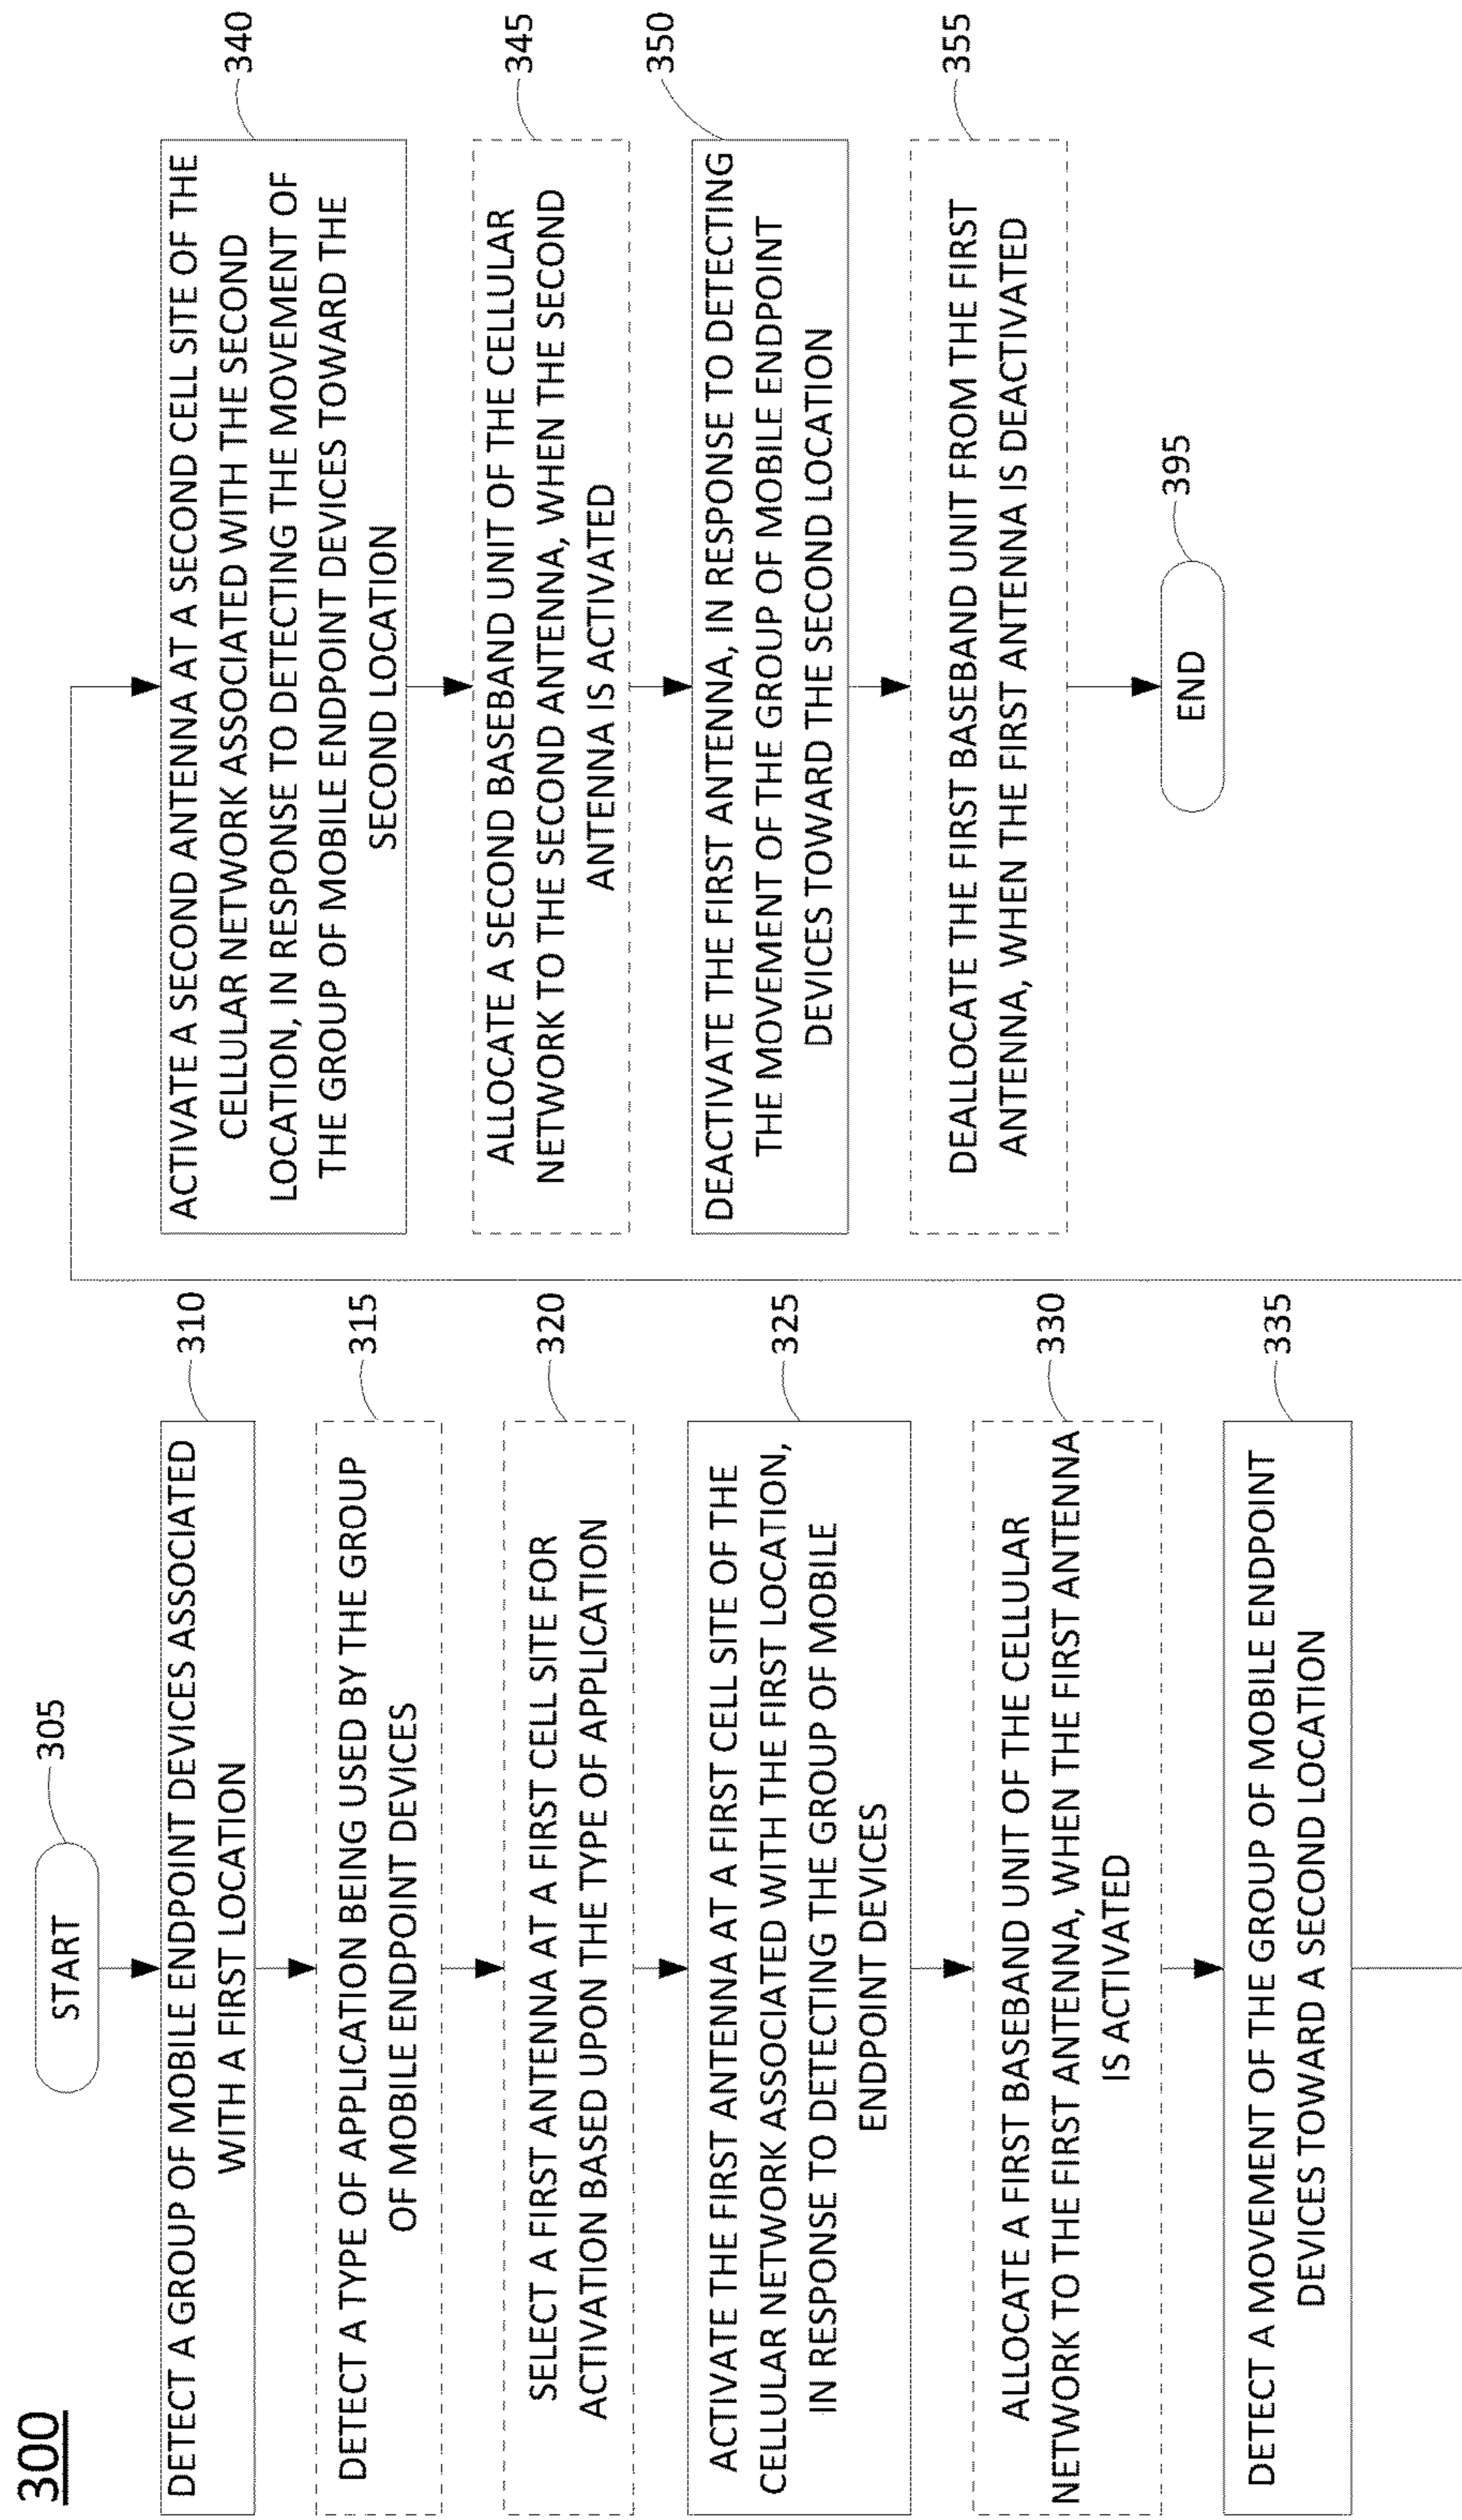 300
START
305
DETECT A GROUP OF MOBILE ENDPOINT DEVICES ASSOCIATED
WITH A FIRST LOCATION
310
DETECT A TYPE OF APPLICATION BEING USED BY THE GROUP
OF MOBILE ENDPOINT DEVICES
315
SELECT A FIRST ANTENNA AT A FIRST CELL SITE FOR
ACTIVATION BASED UPON THE TYPE OF APPLICATION
320
ACTIVATE THE FIRST ANTENNA AT A FIRST CELL SITE OF THE
CELLULAR NETWORK ASSOCIATED WITH THE FIRST LOCATION,
IN RESPONSE TO DETECTING THE GROUP OF MOBILE
ENDPOINT DEVICES
325
ALLOCATE A FIRST BASEBAND UNIT OF THE CELLULAR
NETWORK TO THE FIRST ANTENNA, WHEN THE FIRST ANTENNA
IS ACTIVATED
330
DETECT A MOVEMENT OF THE GROUP OF MOBILE ENDPOINT
DEVICES TOWARD A SECOND LOCATION
335
ACTIVATE A SECOND ANTENNA AT A SECOND CELL SITE OF THE
CELLULAR NETWORK ASSOCIATED WITH THE SECOND
LOCATION, IN RESPONSE TO DETECTING THE MOVEMENT OF
THE GROUP OF MOBILE ENDPOINT DEVICES TOWARD THE
SECOND LOCATION
340
ALLOCATE A SECOND BASEBAND UNIT OF THE CELLULAR
NETWORK TO THE SECOND ANTENNA, WHEN THE SECOND
ANTENNA IS ACTIVATED
345
DEACTIVATE THE FIRST ANTENNA, IN RESPONSE TO DETECTING
THE MOVEMENT OF THE GROUP OF MOBILE ENDPOINT
DEVICES TOWARD THE SECOND LOCATION
350
DEALLOCATE THE FIRST BASEBAND UNIT FROM THE FIRST
ANTENNA, WHEN THE FIRST ANTENNA IS DEACTIVATED
355
END
395